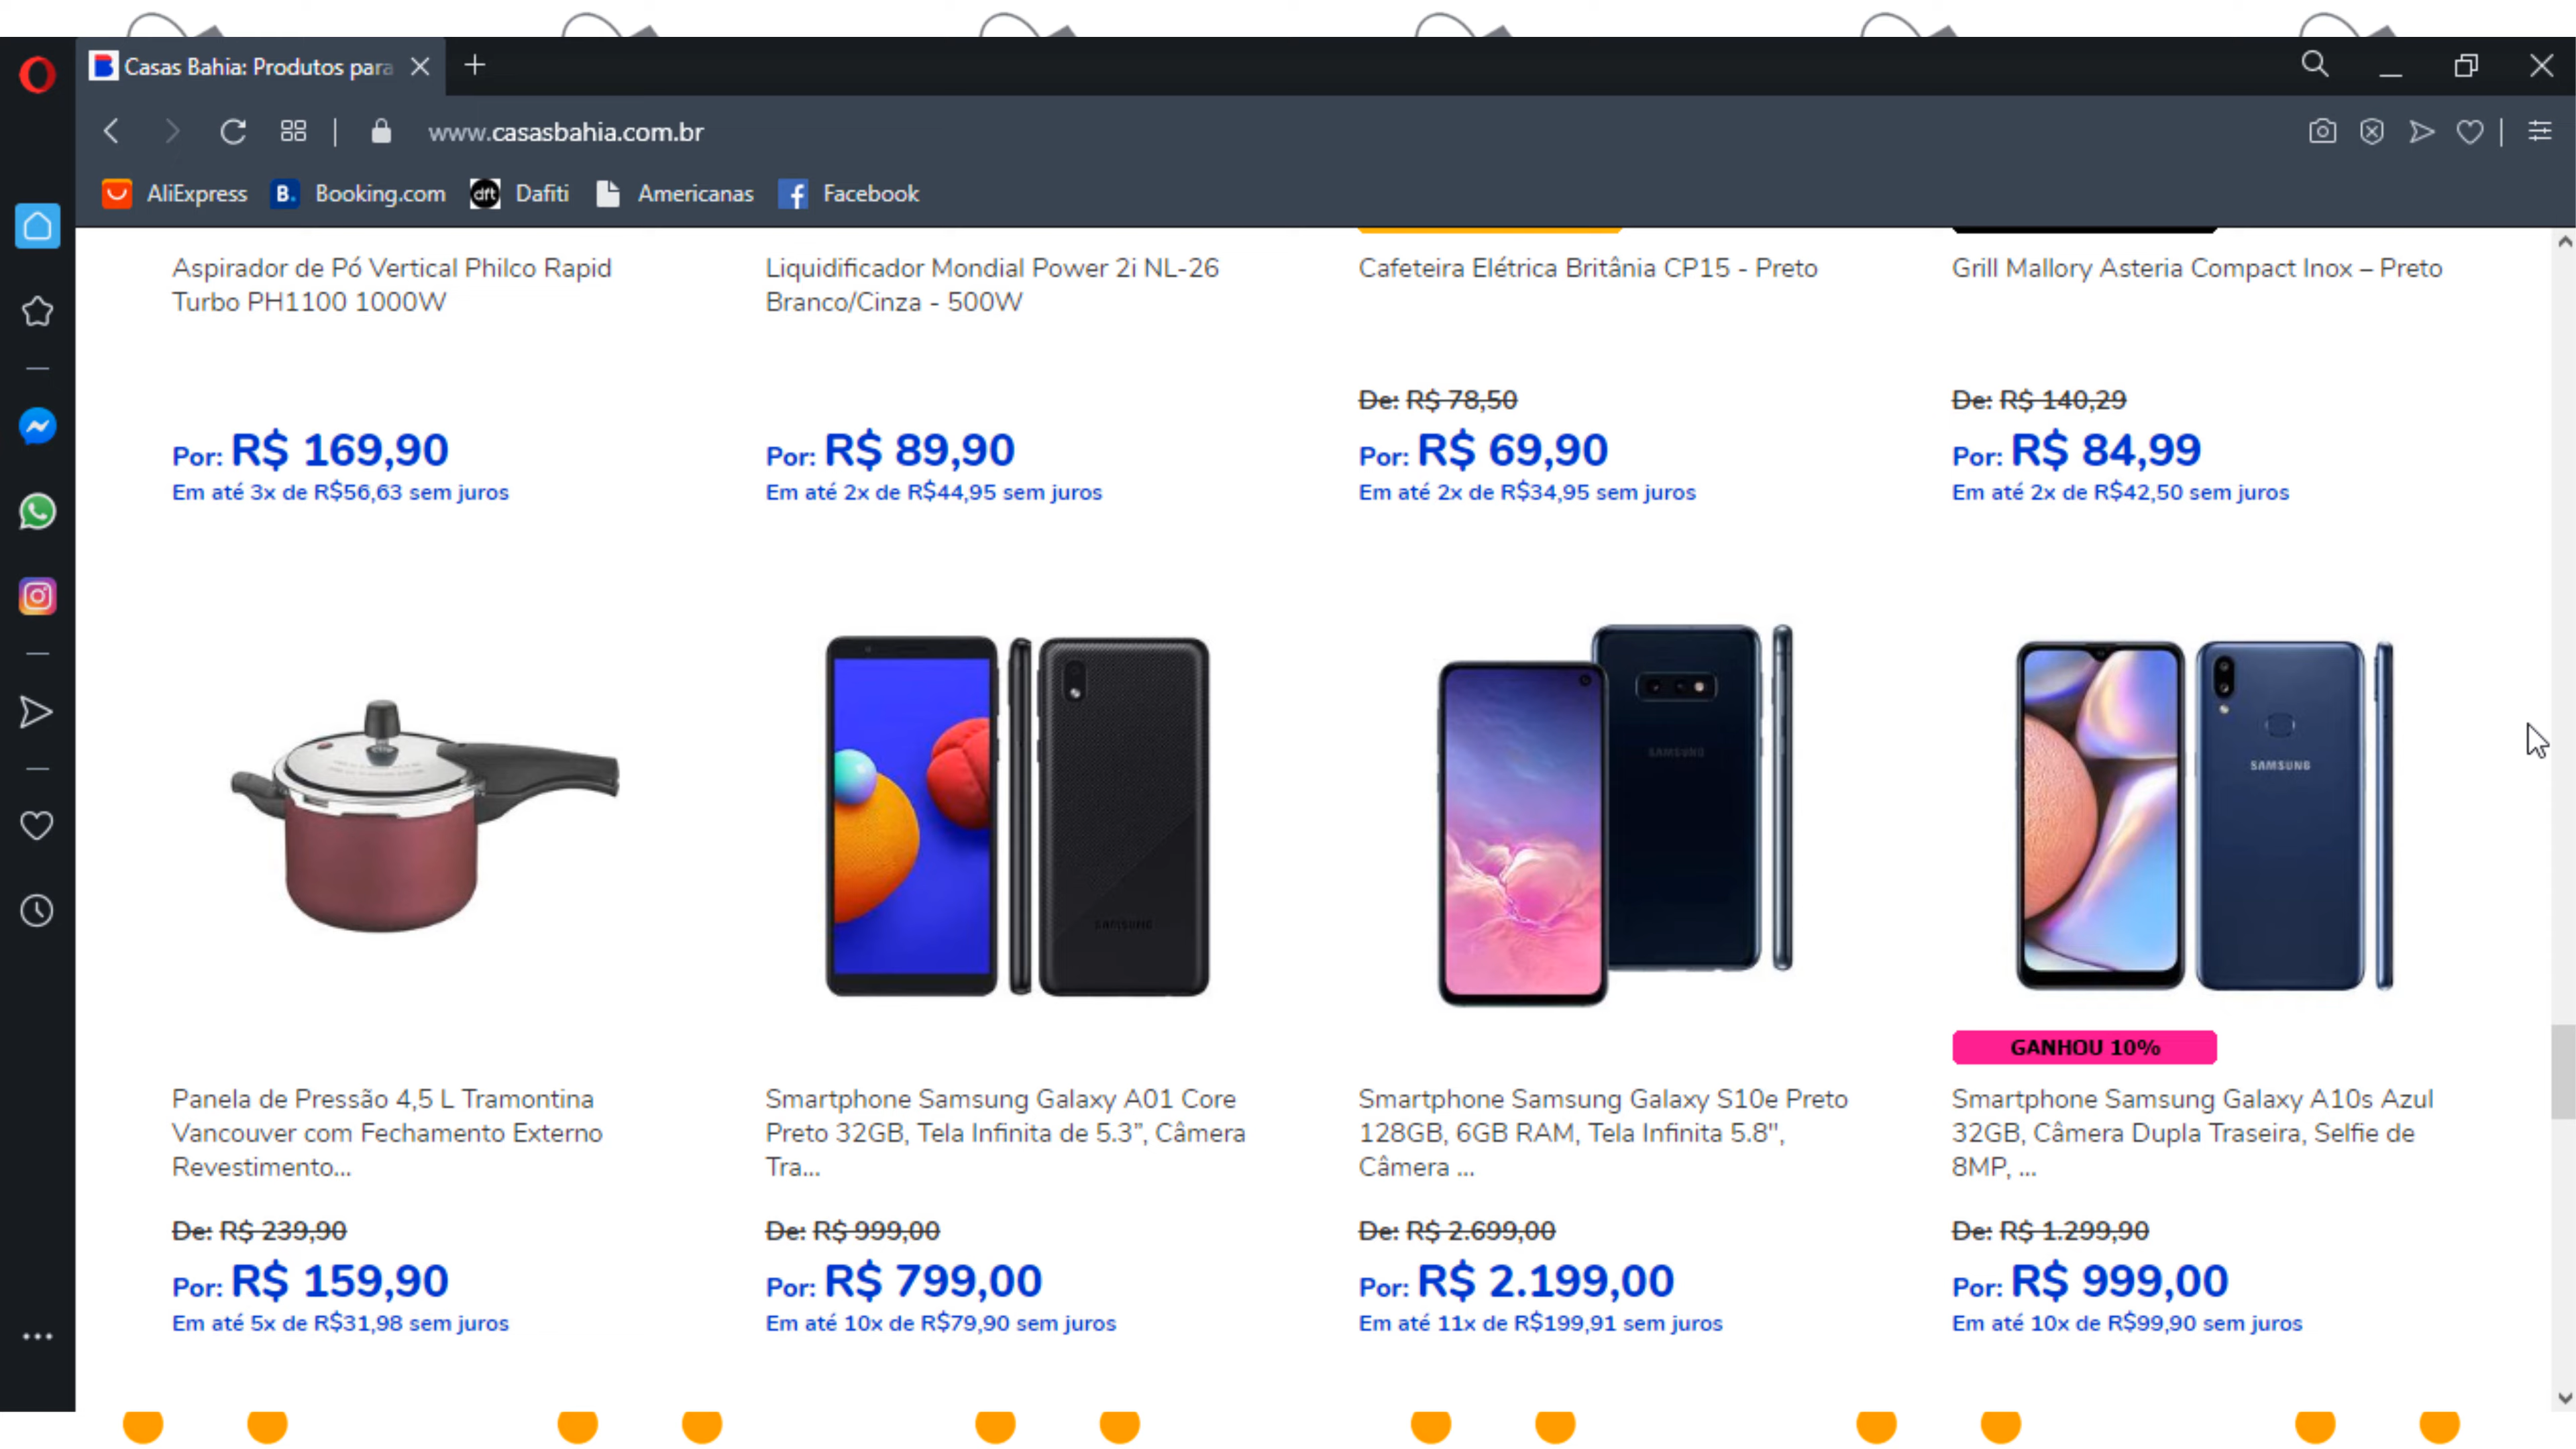 Casas Bahia: Produtos para
www.casasbahia.com.br
AliExpress
B. Booking.com
dft Dafiti
Americanas
Facebook
Aspirador de Pó Vertical Philco Rapid
Turbo PH1100 1000W
Por: R$ 169,90
Em até 3x de R$56,63 sem juros
Liquidificador Mondial Power 2i NL-26
Branco/Cinza - 500W
Por: R$ 89,90
Em até 2x de R$44,95 sem juros
Cafeteira Elétrica Britânia CP15 - Preto
De: R$ 78,50
Por: R$ 69,90
Em até 2x de R$34,95 sem juros
Grill Mallory Asteria Compact Inox – Preto
De: R$ 140,29
Por: R$ 84,99
Em até 2x de R$42,50 sem juros
Panela de Pressão 4,5 L Tramontina
Vancouver com Fechamento Externo
Revestimento...
De: R$ 239,90
Por: R$ 159,90
Em até 5x de R$31,98 sem juros
SAMSUNG
Smartphone Samsung Galaxy A01 Core
Preto 32GB, Tela Infinita de 5.3”, Câmera
Tra...
De: R$ 999,00
Por: R$ 799,00
Em até 10x de R$79,90 sem juros
SAMSUNG
Smartphone Samsung Galaxy S10e Preto
128GB, 6GB RAM, Tela Infinita 5.8",
Câmera ...
De: R$ 2.699,00
Por: R$ 2.199,00
Em até 11x de R$199,91 sem juros
SAMSUNG
GANHOU 10%
Smartphone Samsung Galaxy A10s Azul
32GB, Câmera Dupla Traseira, Selfie de
8MP, ...
De: R$ 1.299,90
Por: R$ 999,00
Em até 10x de R$99,90 sem juros